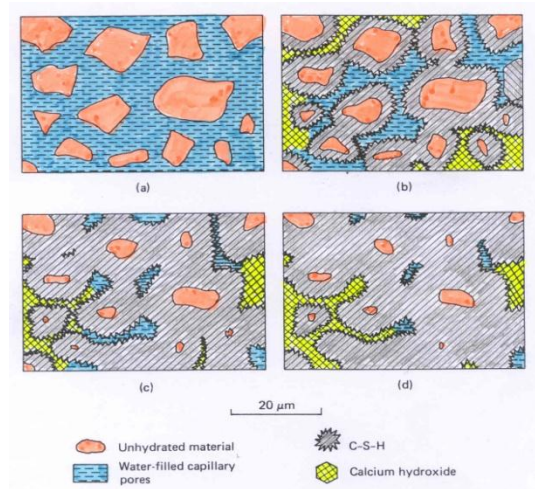 (a)
(b)
(c)
(d)
20 μm
Unhydrated material
C–S–H
Water-filled capillary
pores
Calcium hydroxide